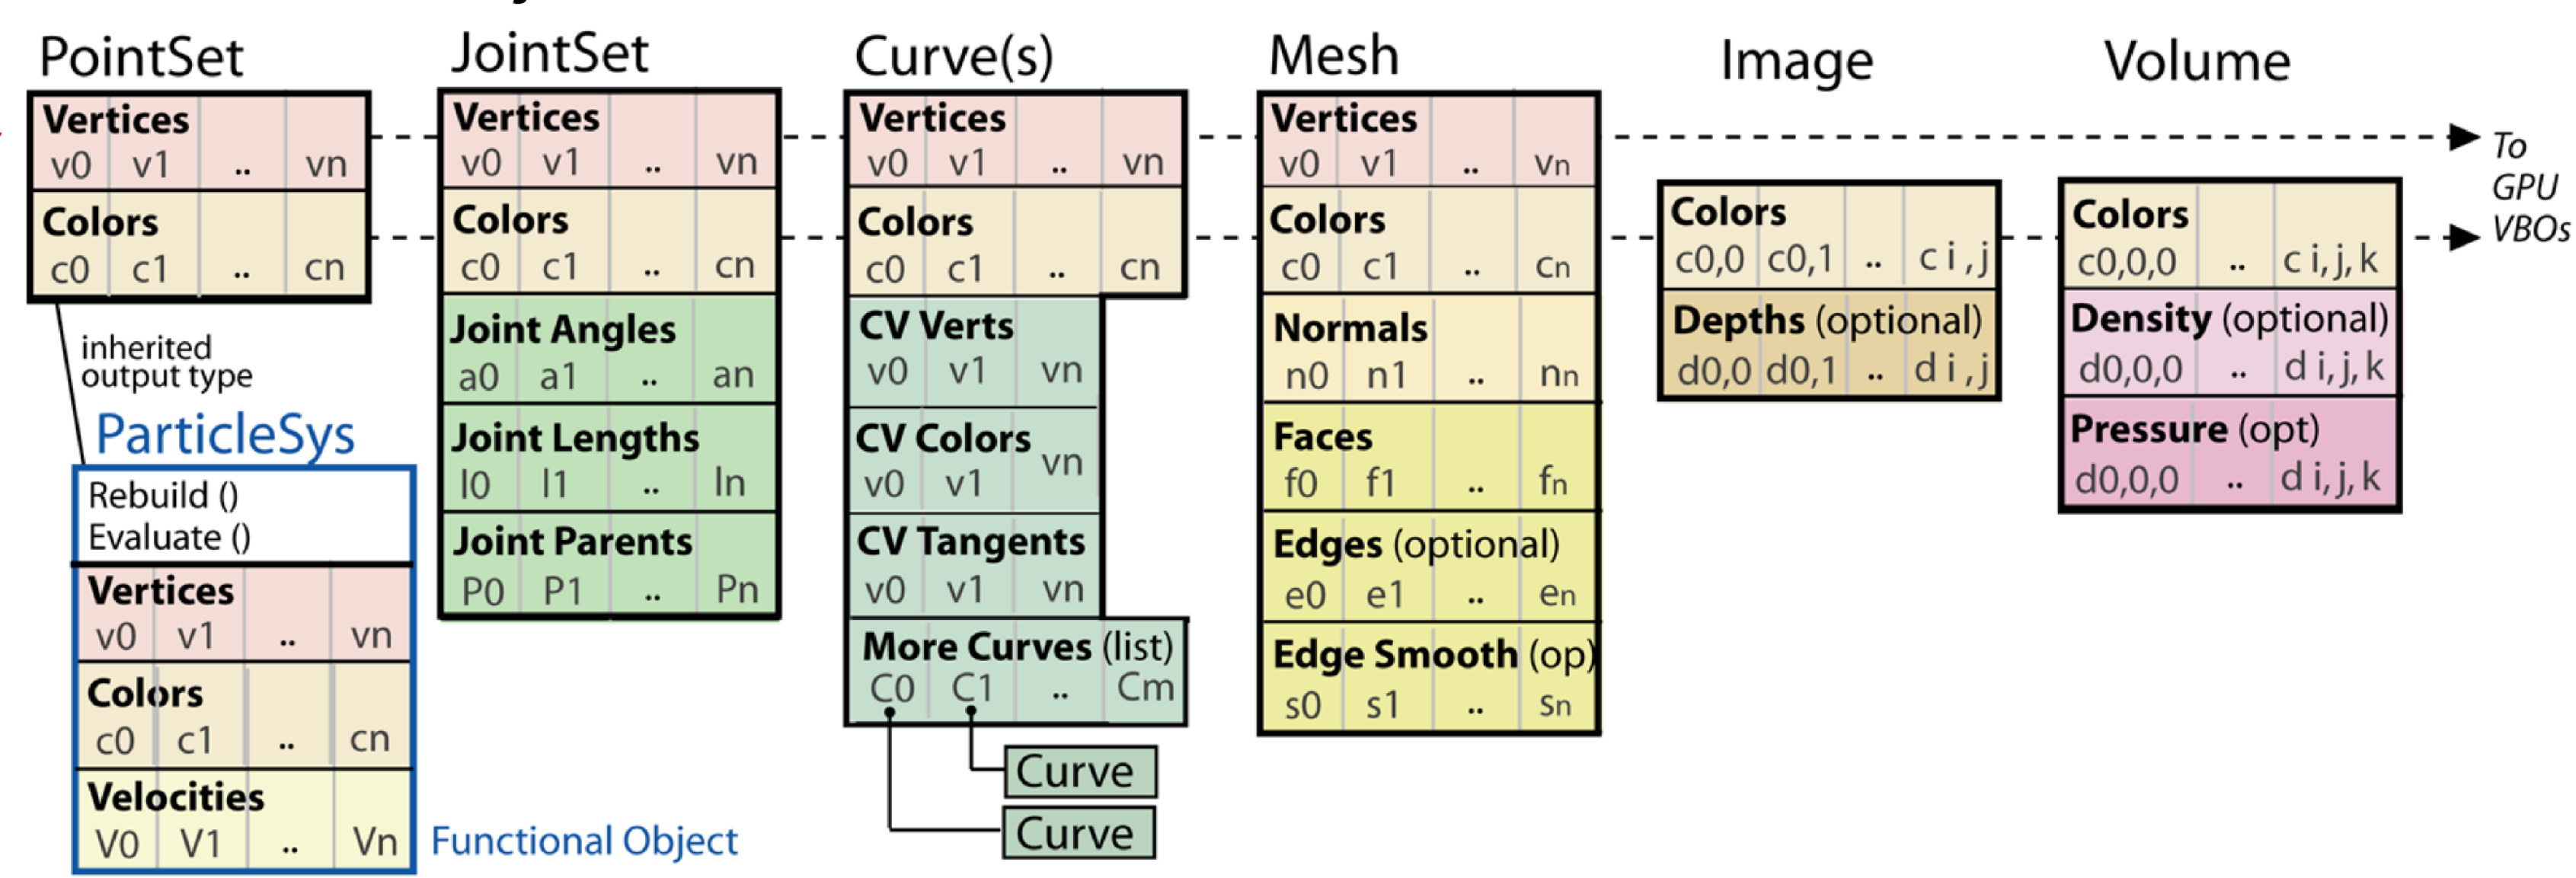 PointSet
Vertices
v0 v1 .. vn
Colors
c0 c1 .. cn
inherited
output type
ParticleSys
Rebuild ()
Evaluate ()
Vertices
v0 v1 .. vn
Colors
c0 c1 .. cn
Velocities
V0 V1 .. Vn
Functional Object
JointSet
Vertices
v0 v1 .. vn
Colors
c0 c1 .. cn
Joint Angles
a0 a1 .. an
Joint Lengths
l0 l1 .. ln
Joint Parents
P0 P1 .. Pn
Curve(s)
Vertices
v0 v1 .. vn
Colors
c0 c1 .. cn
CV Verts
v0 v1 vn
CV Colors
v0 v1 vn
CV Tangents
v0 v1 vn
More Curves (list)
C0 C1 .. Cm
Curve
Curve
Mesh
Vertices
v0 v1 .. vn
Colors
c0 c1 .. cn
Normals
n0 n1 .. nn
Faces
f0 f1 .. fn
Edges (optional)
e0 e1 .. en
Edge Smooth (op)
s0 s1 .. sn
Image
Colors
c0,0 c0,1 .. c i,j
Depths (optional)
d0,0 d0,1 .. d i,j
Volume
Colors
c0,0,0 .. c i,j,k
Density (optional)
d0,0,0 .. d i,j,k
Pressure (opt)
d0,0,0 .. d i,j,k
To
GPU
VBOs